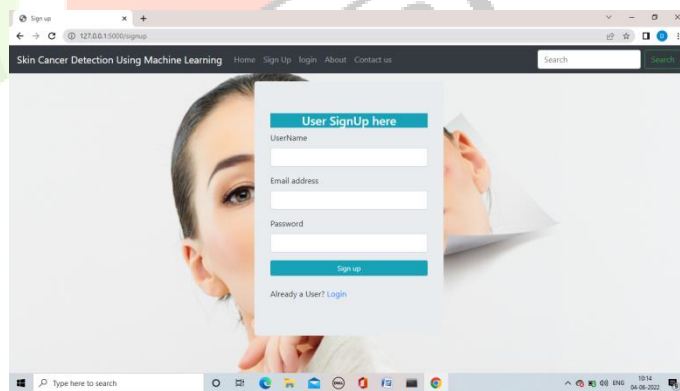 Sign up
127.0.0.1:5000/signup
Skin Cancer Detection Using Machine Learning Home Sign Up login About Contact us Search Search
User SignUp here
UserName
Email address
Password
Sign up
Already a User? Login
Type here to search
ENG
10:14
04-06-2022